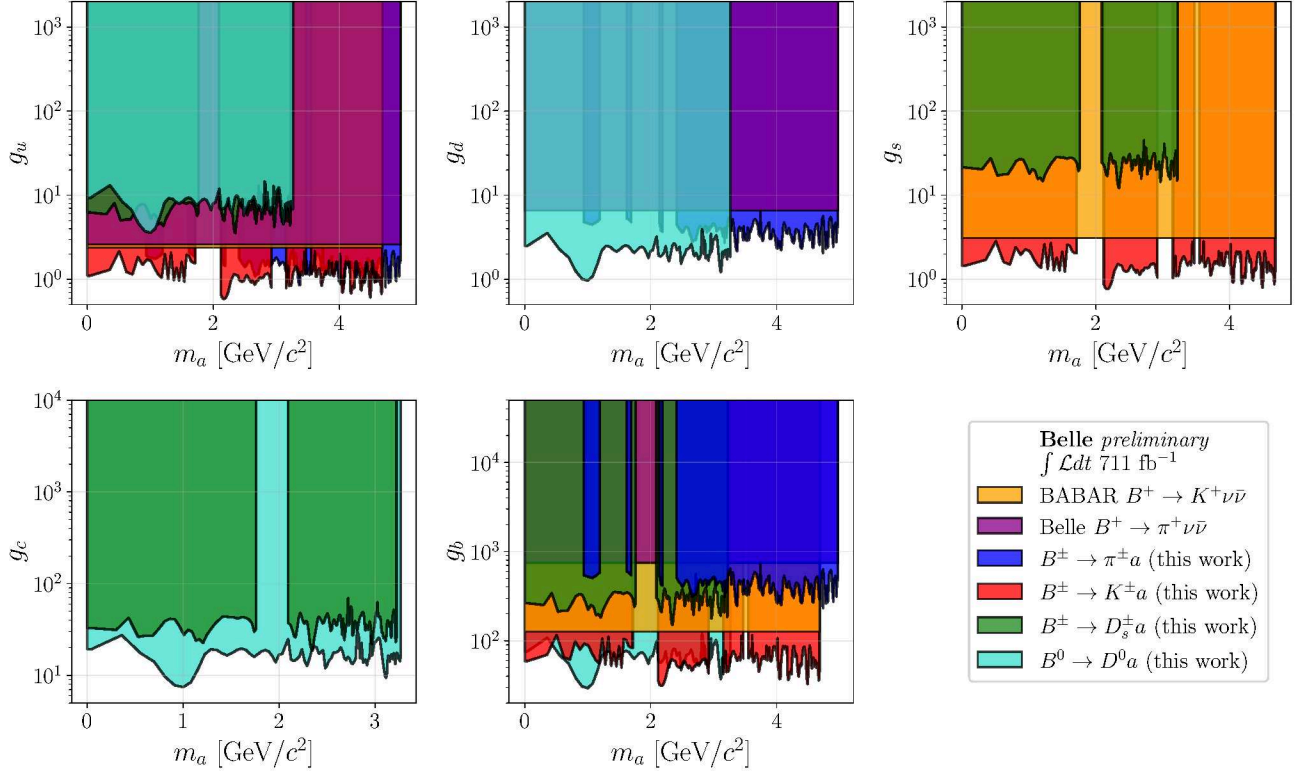 10³
10²
10¹
10⁰
g_u
0
2
4
m_a [GeV/c²]
10³
10²
10¹
10⁰
g_d
0
2
4
m_a [GeV/c²]
10³
10²
10¹
10⁰
g_s
0
2
4
m_a [GeV/c²]
10⁴
10³
10²
10¹
g_c
0
1
2
3
m_a [GeV/c²]
10⁴
10³
10²
g_b
0
2
4
m_a [GeV/c²]
Belle preliminary
∫ ℒdt 711 fb⁻¹
BABAR B⁺ → K⁺νν̄
Belle B⁺ → π⁺νν̄
B^± → π^±a (this work)
B^± → K^±a (this work)
B^± → D_s^±a (this work)
B⁰ → D⁰a (this work)